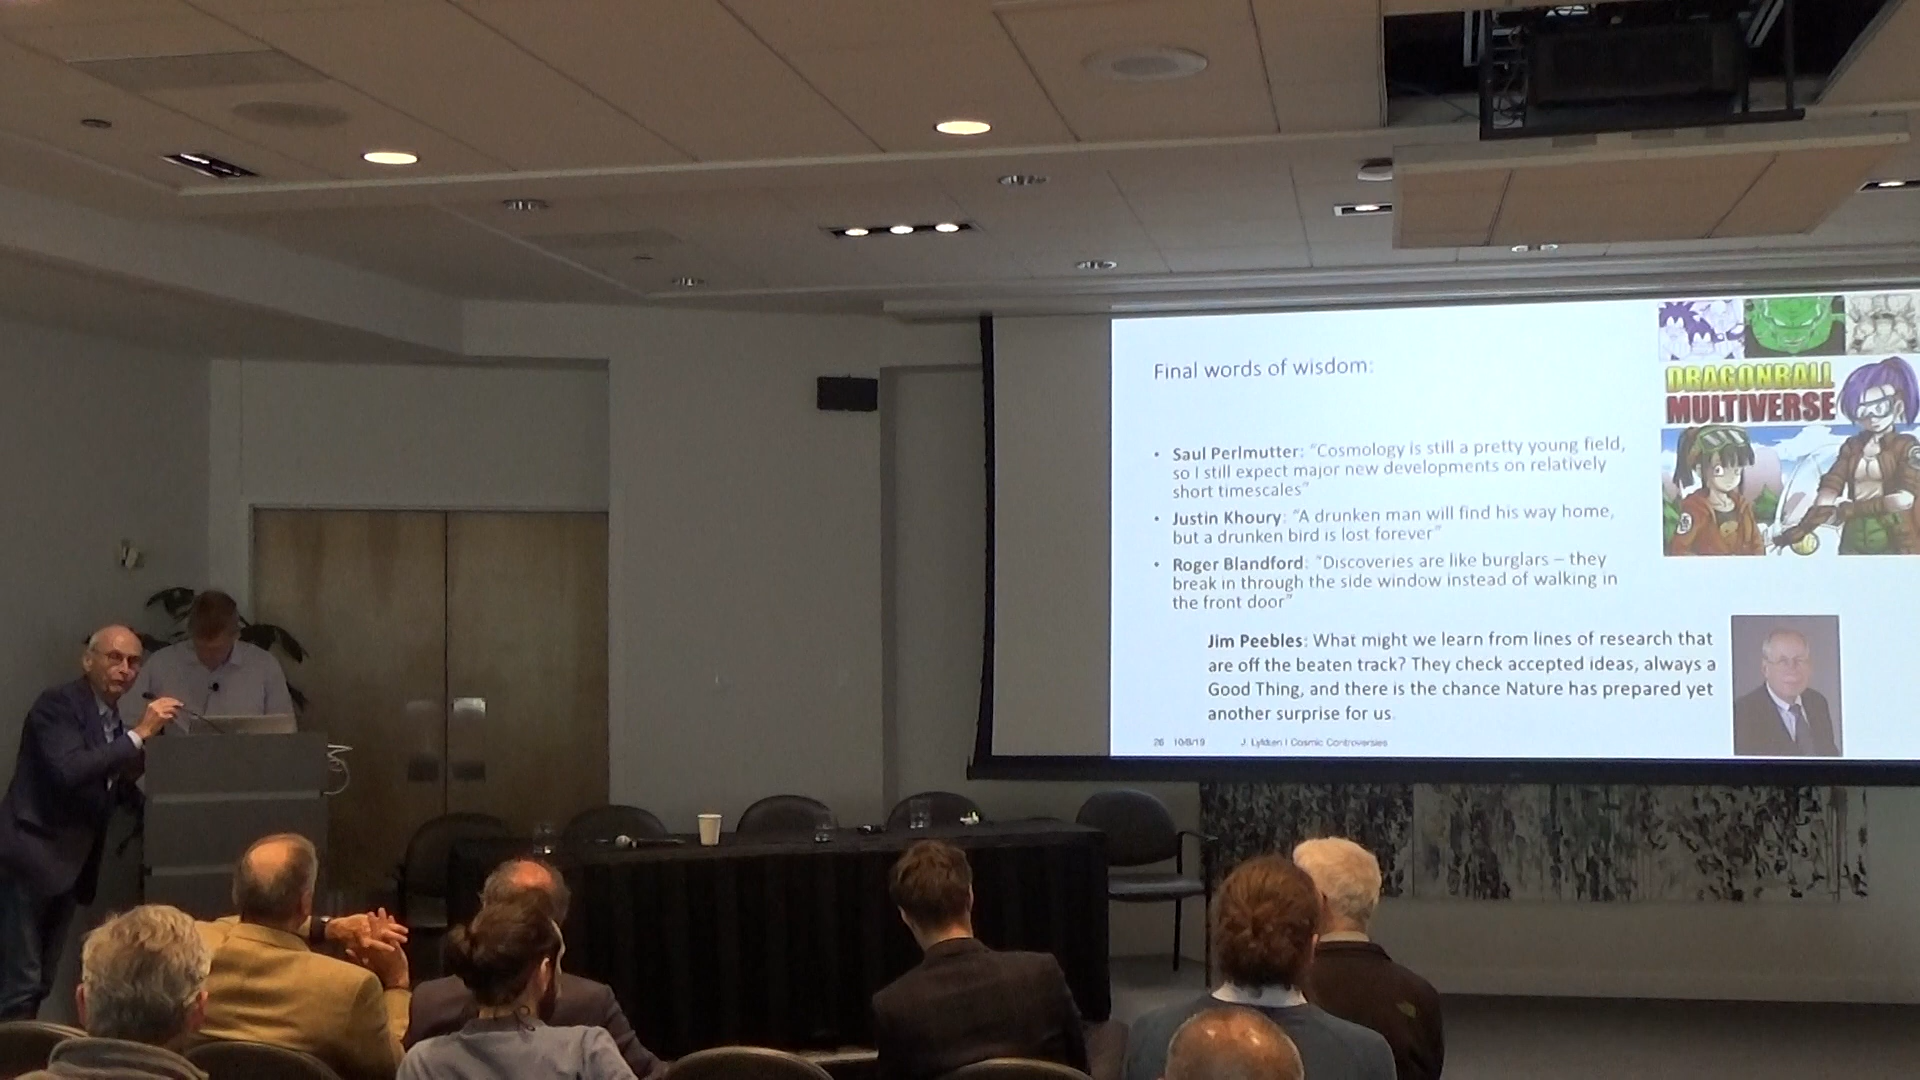 Final words of wisdom:
DRAGONBALL
MULTIVERSE
• Saul Perlmutter: "Cosmology is still a pretty young field,
so I still expect major new developments on relatively
short timescales"
• Justin Khoury: "A drunken man will find his way home,
but a drunken bird is lost forever"
• Roger Blandford: "Discoveries are like burglars – they
break in through the side window instead of walking in
the front door"
Jim Peebles: What might we learn from lines of research that
are off the beaten track? They check accepted ideas, always a
Good Thing, and there is the chance Nature has prepared yet
another surprise for us.
26 10/8/19 J. Lykken | Cosmic Controversies